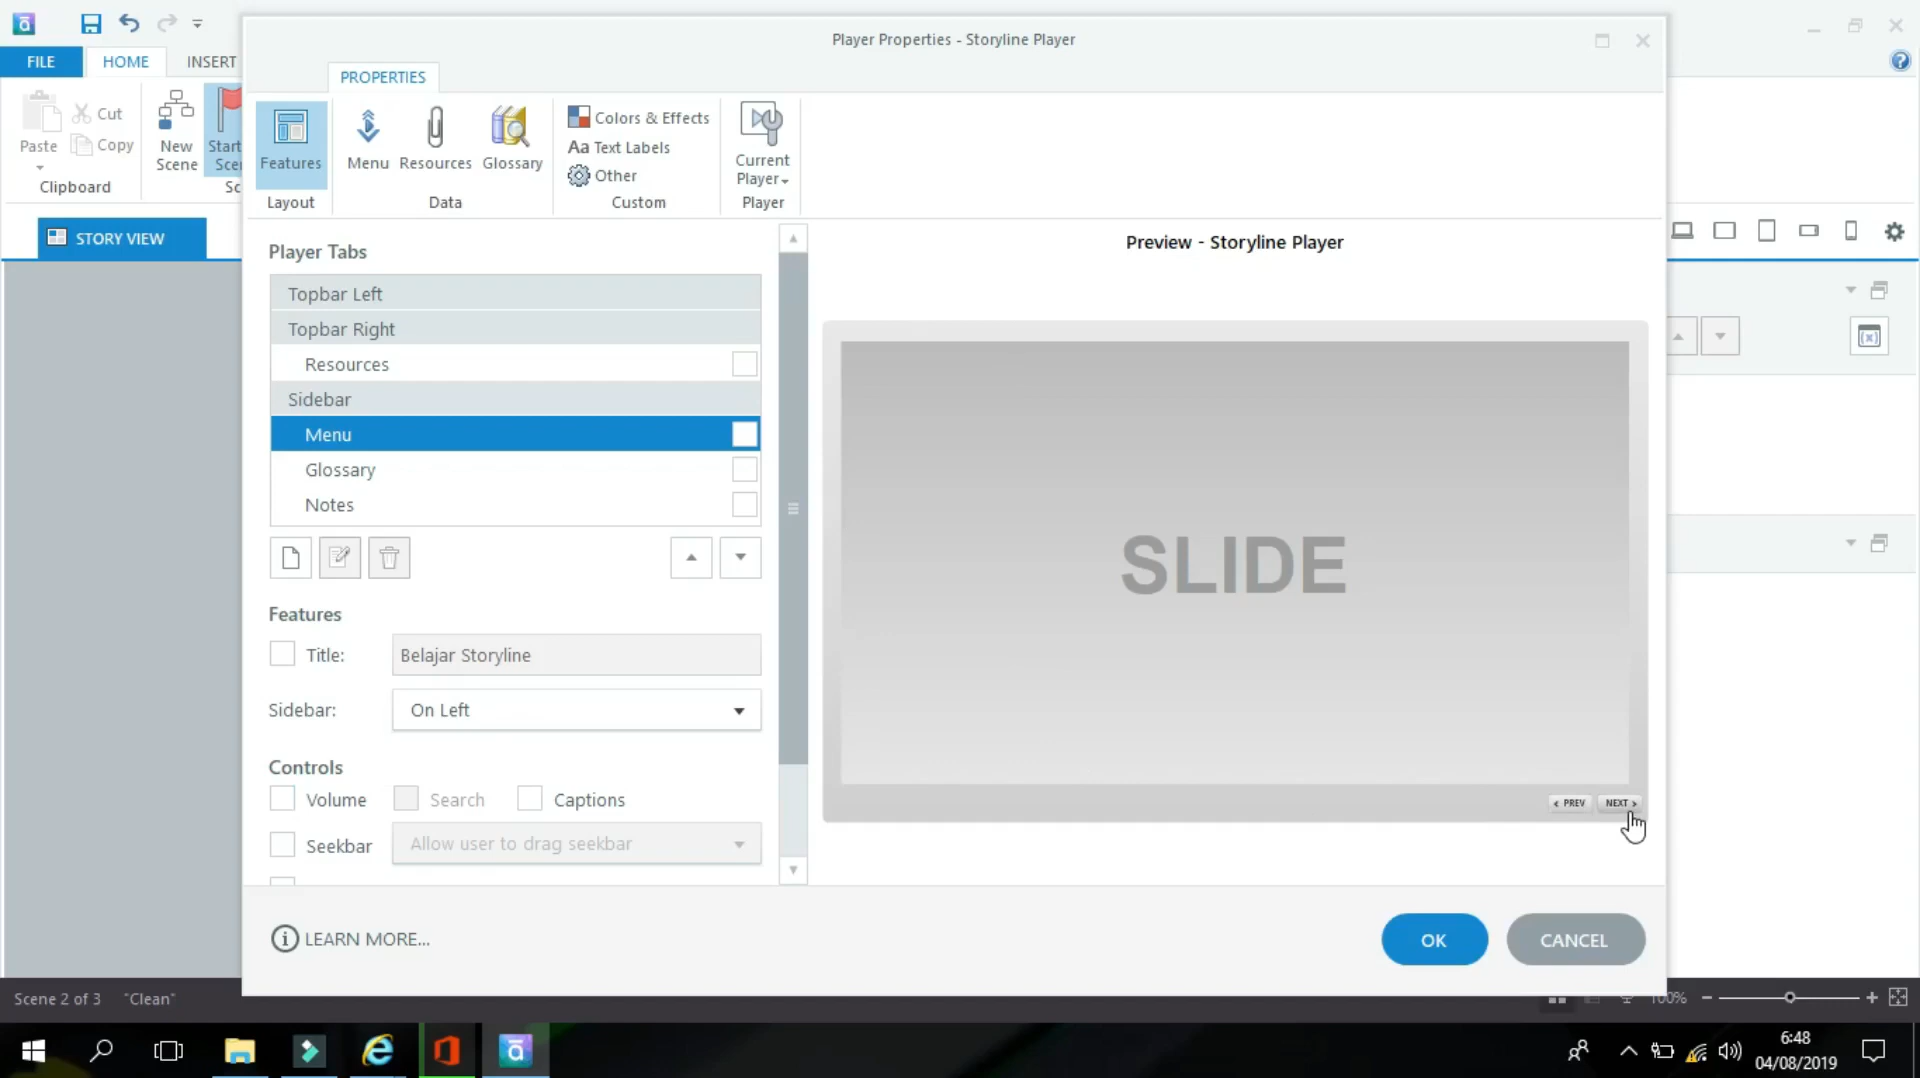 Player Properties - Storyline Player
FILE
HOME
INSERT
PROPERTIES
Paste
Cut
Copy
Clipboard
New
Scene
Features
Layout
Menu
Resources
Glossary
Data
Colors & Effects
Aa Text Labels
Other
Custom
Current
Player
Player
STORY VIEW
Player Tabs
Topbar Left
Topbar Right
Resources
Sidebar
Menu
Glossary
Notes
Features
Title:
Belajar Storyline
Sidebar:
On Left
Controls
Volume
Search
Captions
Seekbar
Allow user to drag seekbar
Preview - Storyline Player
SLIDE
PREV
NEXT
LEARN MORE...
OK
CANCEL
Scene 2 of 3
"Clean"
100%
6:48
04/08/2019